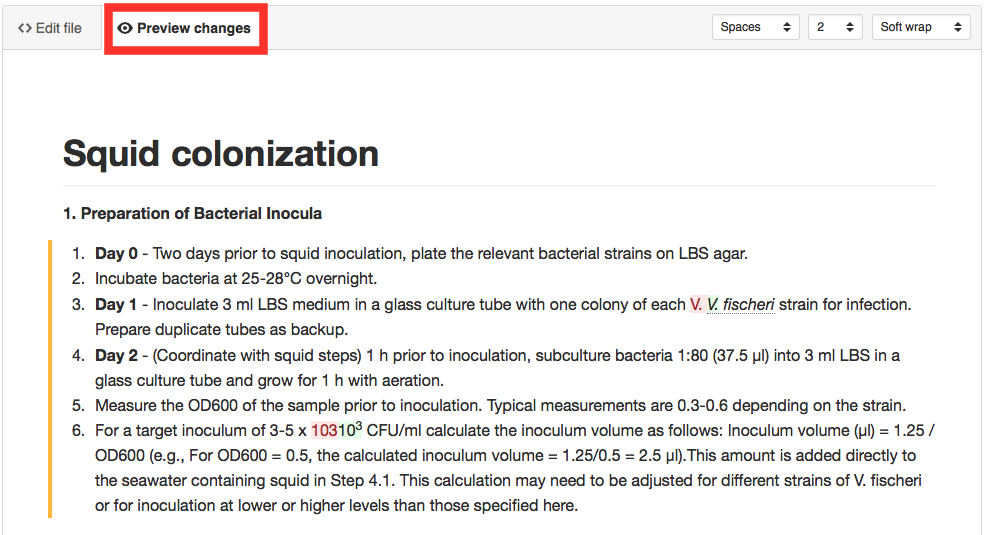 <> Edit file Preview changes Spaces 2 Soft wrap
Squid colonization
1. Preparation of Bacterial Inocula
1. Day 0 - Two days prior to squid inoculation, plate the relevant bacterial strains on LBS agar.
2. Incubate bacteria at 25-28°C overnight.
3. Day 1 - Inoculate 3 ml LBS medium in a glass culture tube with one colony of each V. V. fischeri strain for infection.
Prepare duplicate tubes as backup.
4. Day 2 - (Coordinate with squid steps) 1 h prior to inoculation, subculture bacteria 1:80 (37.5 µl) into 3 ml LBS in a
glass culture tube and grow for 1 h with aeration.
5. Measure the OD600 of the sample prior to inoculation. Typical measurements are 0.3-0.6 depending on the strain.
6. For a target inoculum of 3-5 x 10310³ CFU/ml calculate the inoculum volume as follows: Inoculum volume (µl) = 1.25 /
OD600 (e.g., For OD600 = 0.5, the calculated inoculum volume = 1.25/0.5 = 2.5 µl).This amount is added directly to
the seawater containing squid in Step 4.1. This calculation may need to be adjusted for different strains of V. fischeri
or for inoculation at lower or higher levels than those specified here.